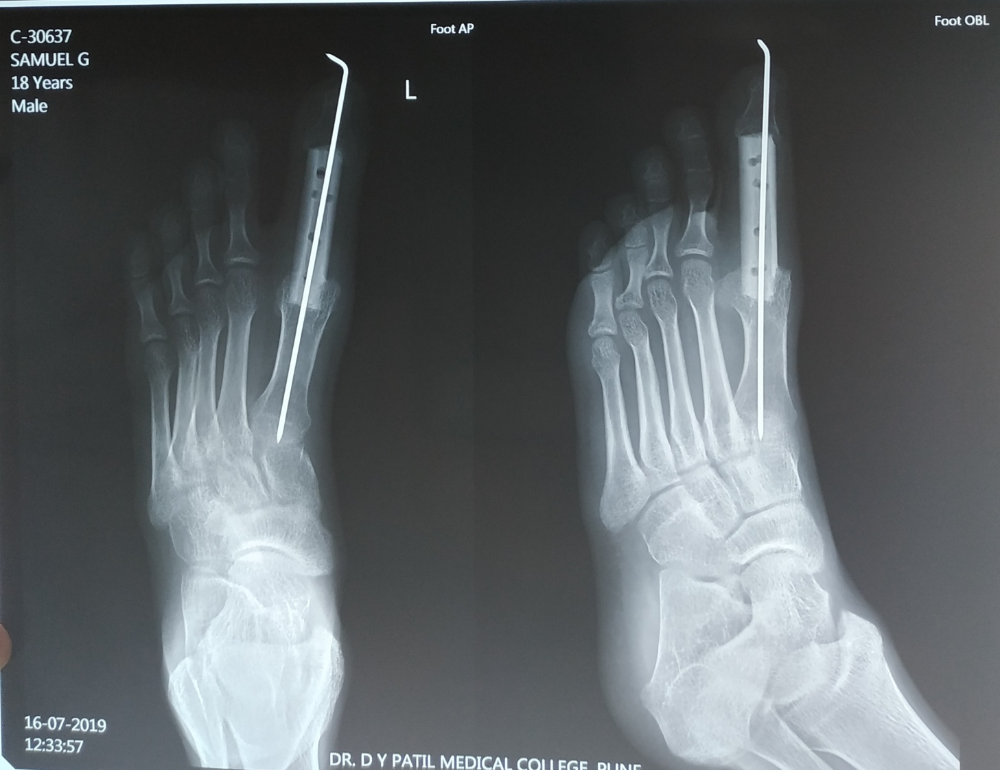 C-30637
SAMUEL G
18 Years
Male
Foot AP
L
Foot OBL
16-07-2019
12:33:57
DR. D Y PATIL MEDICAL COLLEGE, PUNE